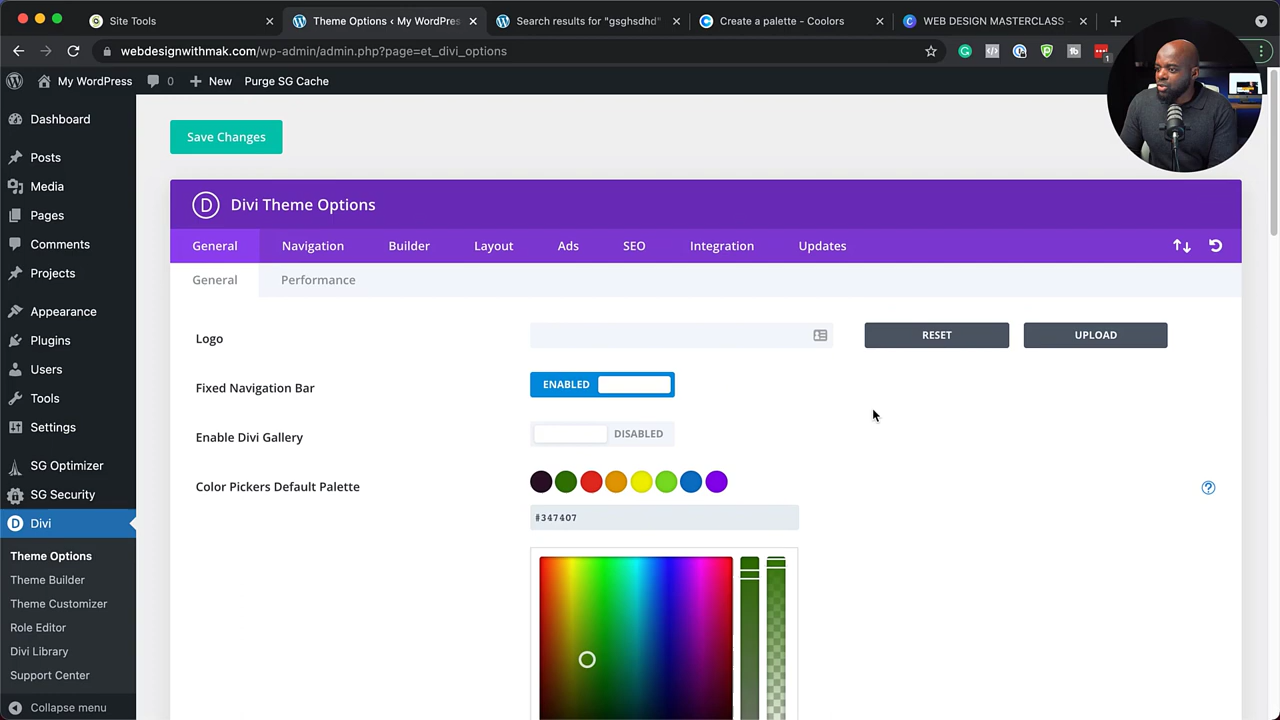 Site Tools
Theme Options ‹ My WordPress
Search results for "gsghsdhd"
Create a palette - Coolors
WEB DESIGN MASTERCLASS -
webdesignwithmak.com/wp-admin/admin.php?page=et_divi_options
My WordPress
0
New
Purge SG Cache
Dashboard
Posts
Media
Pages
Comments
Projects
Appearance
Plugins
Users
Tools
Settings
SG Optimizer
SG Security
Divi
Theme Options
Theme Builder
Theme Customizer
Role Editor
Divi Library
Support Center
Collapse menu
Save Changes
D Divi Theme Options
General
Navigation
Builder
Layout
Ads
SEO
Integration
Updates
General
Performance
Logo
RESET
UPLOAD
Fixed Navigation Bar
ENABLED
Enable Divi Gallery
DISABLED
Color Pickers Default Palette
#347407